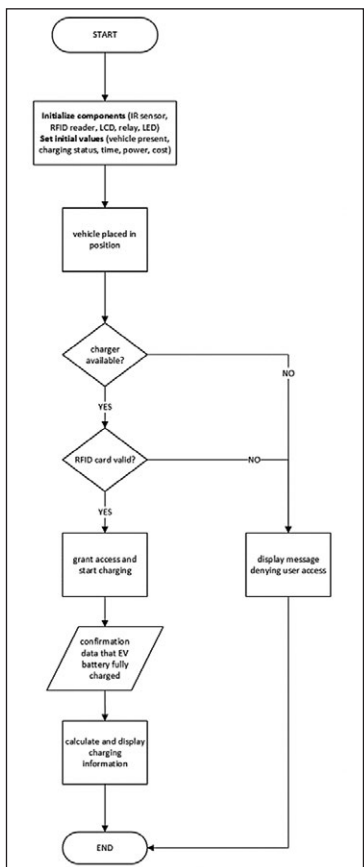 START
Initialize components (IR sensor,
RFID reader, LCD, relay, LED)
Set initial values (vehicle present,
charging status, time, power, cost)
vehicle placed in
position
charger
available?
NO
YES
RFID card valid?
NO
YES
grant access and
start charging
display message
denying user access
confirmation
data that EV
battery fully
charged
calculate and display
charging
information
END